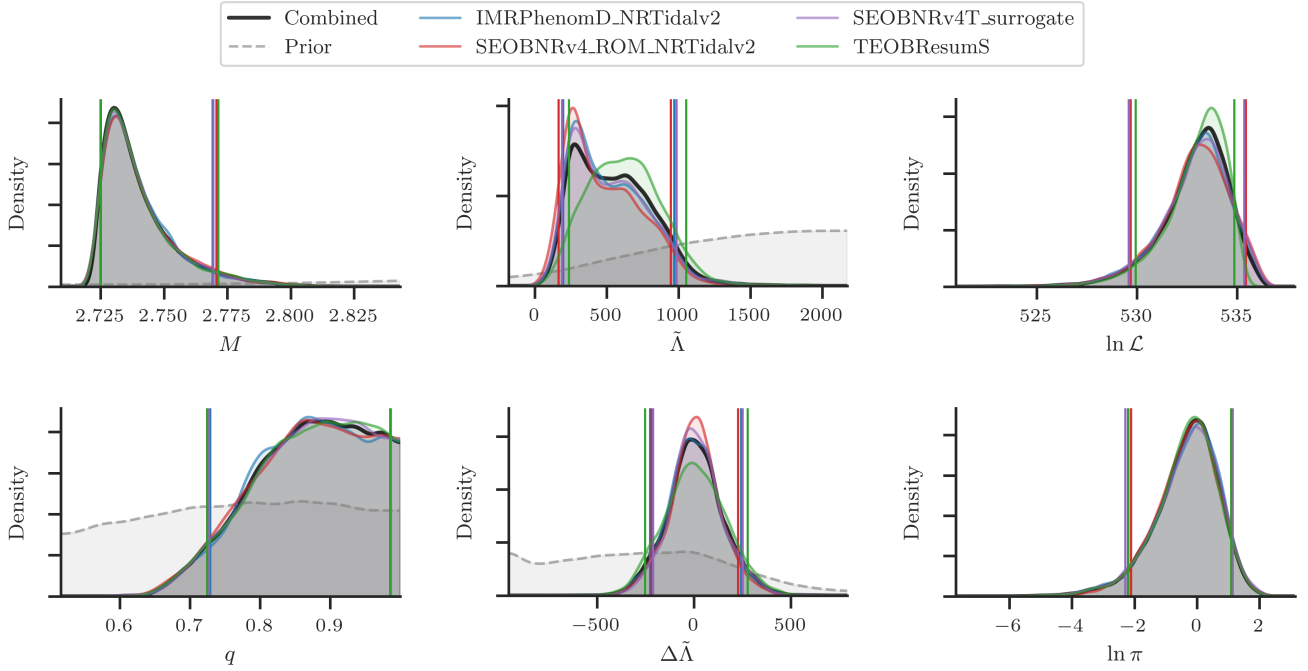 Combined
Prior
IMRPhenomD_NRTidalv2
SEOBNRv4_ROM_NRTidalv2
SEOBNRv4T_surrogate
TEOBResumS
Density
2.725 2.750 2.775 2.800 2.825
M
Density
0 500 1000 1500 2000
Λ̃
Density
525 530 535
ln ℒ
Density
0.6 0.7 0.8 0.9
q
Density
−500 0 500
ΔΛ̃
Density
−6 −4 −2 0 2
ln π